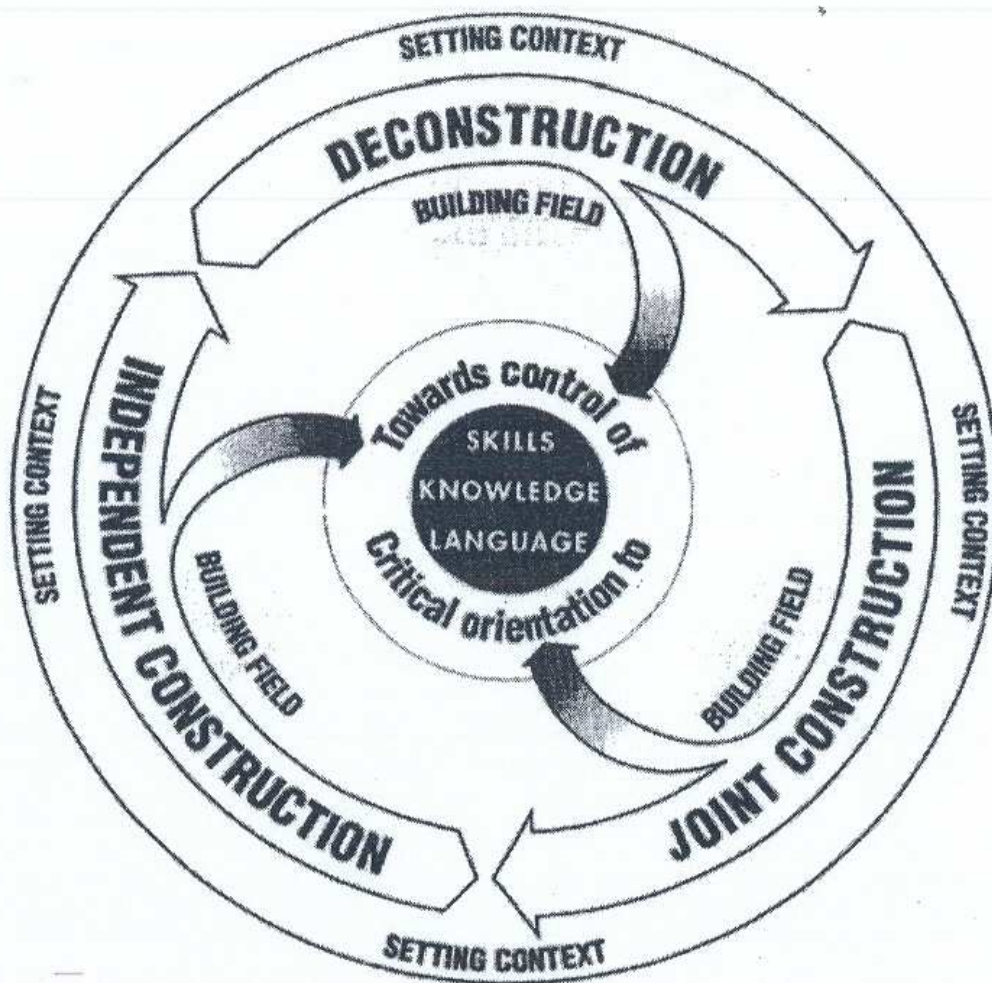 SETTING CONTEXT
DECONSTRUCTION
BUILDING FIELD
SETTING CONTEXT
INDEPENDENT CONSTRUCTION
BUILDING FIELD
Towards control of
SKILLS
KNOWLEDGE
LANGUAGE
Critical orientation to
SETTING CONTEXT
JOINT CONSTRUCTION
BUILDING FIELD
SETTING CONTEXT